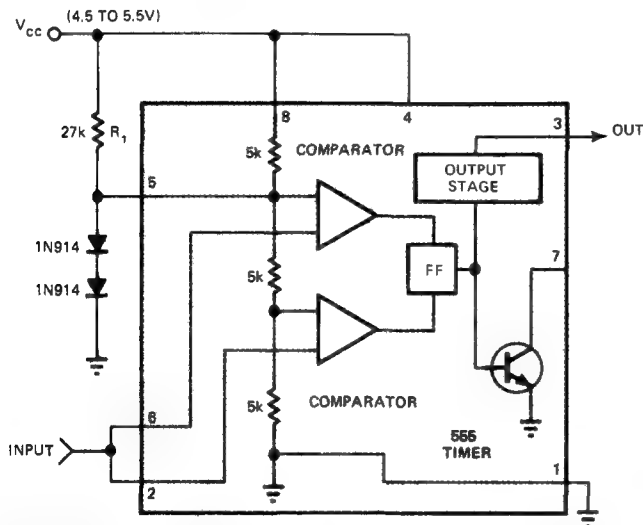 VCC (4.5 TO 5.5V)
8
4
3
OUT
27k R1
5k
COMPARATOR
OUTPUT
STAGE
5
1N914
7
5k
FF
1N914
5k
COMPARATOR
6
555
TIMER
INPUT
1
2